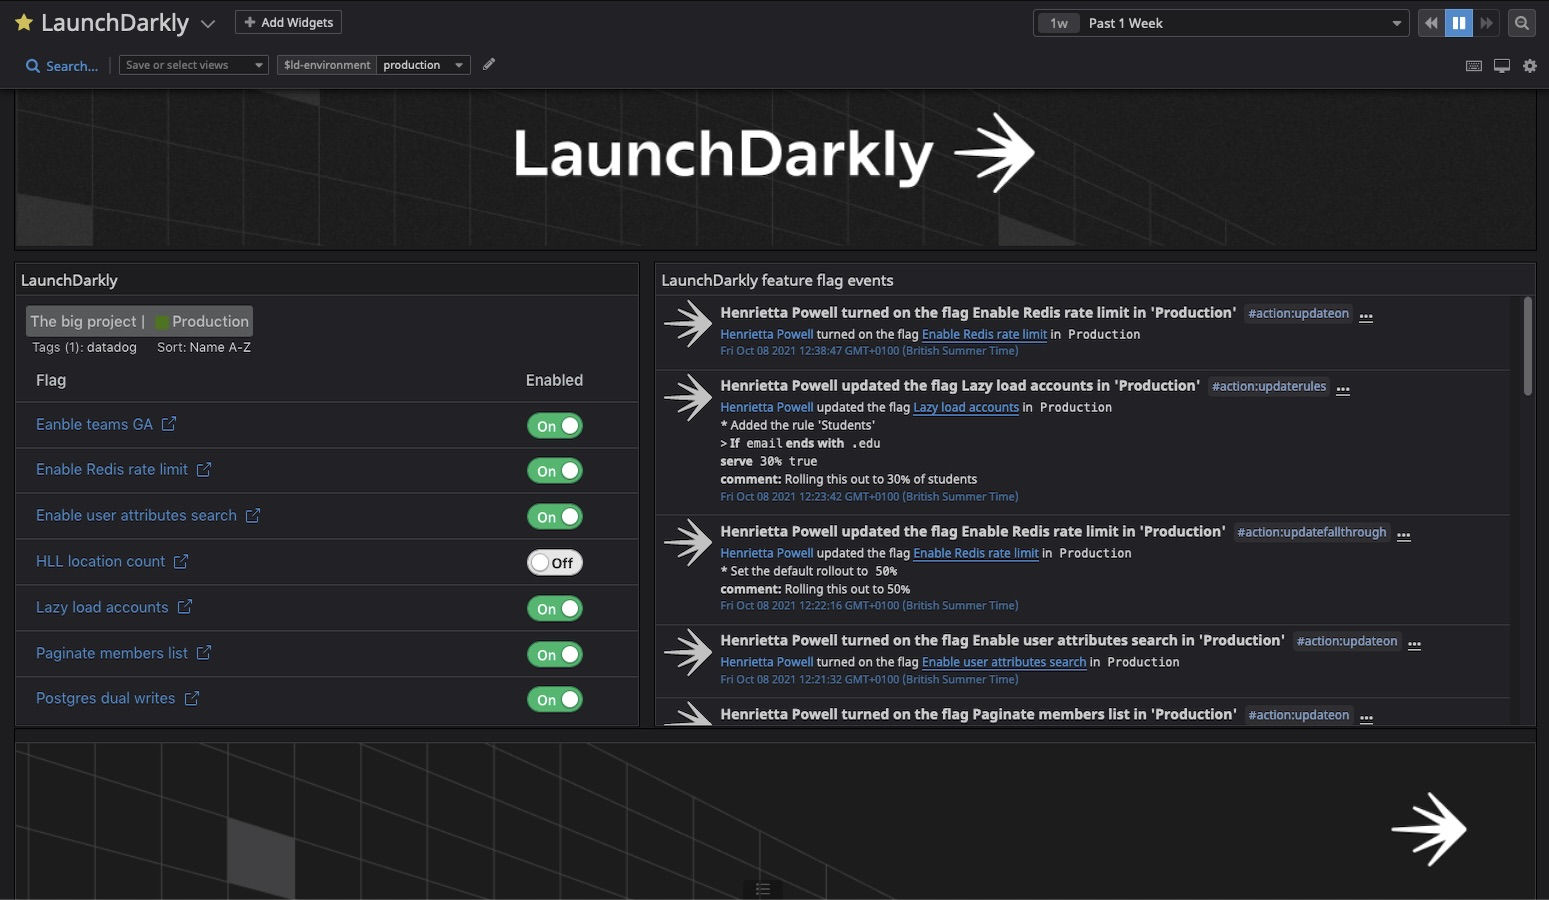 LaunchDarkly
+ Add Widgets
1w Past 1 Week
Search...
Save or select views
$ld-environment production
LaunchDarkly
LaunchDarkly
The big project | Production
Tags (1): datadog Sort: Name A-Z
Flag Enabled
Eanble teams GA On
Enable Redis rate limit On
Enable user attributes search On
HLL location count Off
Lazy load accounts On
Paginate members list On
Postgres dual writes On
LaunchDarkly feature flag events
Henrietta Powell turned on the flag Enable Redis rate limit in 'Production' #action:updateon ...
Henrietta Powell turned on the flag Enable Redis rate limit in Production
Fri Oct 08 2021 12:38:47 GMT+0100 (British Summer Time)
Henrietta Powell updated the flag Lazy load accounts in 'Production' #action:updaterules ...
Henrietta Powell updated the flag Lazy load accounts in Production
* Added the rule 'Students'
> If email ends with .edu
serve 30% true
comment: Rolling this out to 30% of students
Fri Oct 08 2021 12:23:42 GMT+0100 (British Summer Time)
Henrietta Powell updated the flag Enable Redis rate limit in 'Production' #action:updatefallthrough ...
Henrietta Powell updated the flag Enable Redis rate limit in Production
* Set the default rollout to 50%
comment: Rolling this out to 50%
Fri Oct 08 2021 12:22:16 GMT+0100 (British Summer Time)
Henrietta Powell turned on the flag Enable user attributes search in 'Production' #action:updateon ...
Henrietta Powell turned on the flag Enable user attributes search in Production
Fri Oct 08 2021 12:21:32 GMT+0100 (British Summer Time)
Henrietta Powell turned on the flag Paginate members list in 'Production' #action:updateon ...